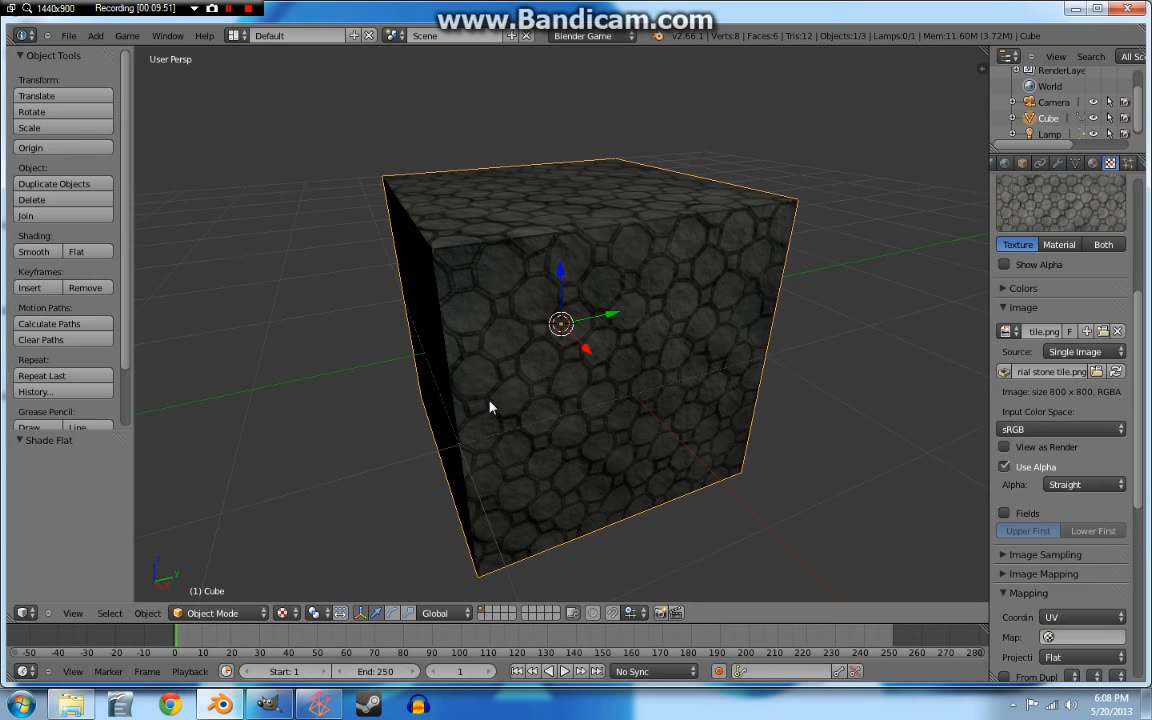 1440x900 Recording [00:09:51]
www.Bandicam.com
File Add Game Window Help Default Scene Blender Game v2.66.1 | Verts:8 | Faces:6 | Tris:12 | Objects:1/3 | Lamps:0/1 | Mem:11.60M (3.72M) | Cube
View Search All Sc
Object Tools
User Persp
RenderLaye
World
Camera
Cube
Lamp
Transform:
Translate
Rotate
Scale
Origin
Object:
Duplicate Objects
Delete
Join
Shading:
Smooth Flat
Keyframes:
Insert Remove
Motion Paths:
Calculate Paths
Clear Paths
Repeat:
Repeat Last
History...
Grease Pencil:
Draw Line
Shade Flat
Texture Material Both
Show Alpha
Colors
Image
tile.png F
Source: Single Image
rial stone tile.png
Image: size 800 x 800, RGBA
Input Color Space:
sRGB
View as Render
Use Alpha
Alpha: Straight
Fields
Upper First Lower First
Image Sampling
Image Mapping
Mapping
Coordin UV
Map:
Projecti Flat
From Dupl
(1) Cube
View Select Object Object Mode Global
-50 -40 -30 -20 -10 0 10 20 30 40 50 60 70 80 90 100 110 120 130 140 150 160 170 180 190 200 210 220 230 240 250 260 270 280
View Marker Frame Playback Start: 1 End: 250 1 No Sync
6:08 PM
5/20/2013